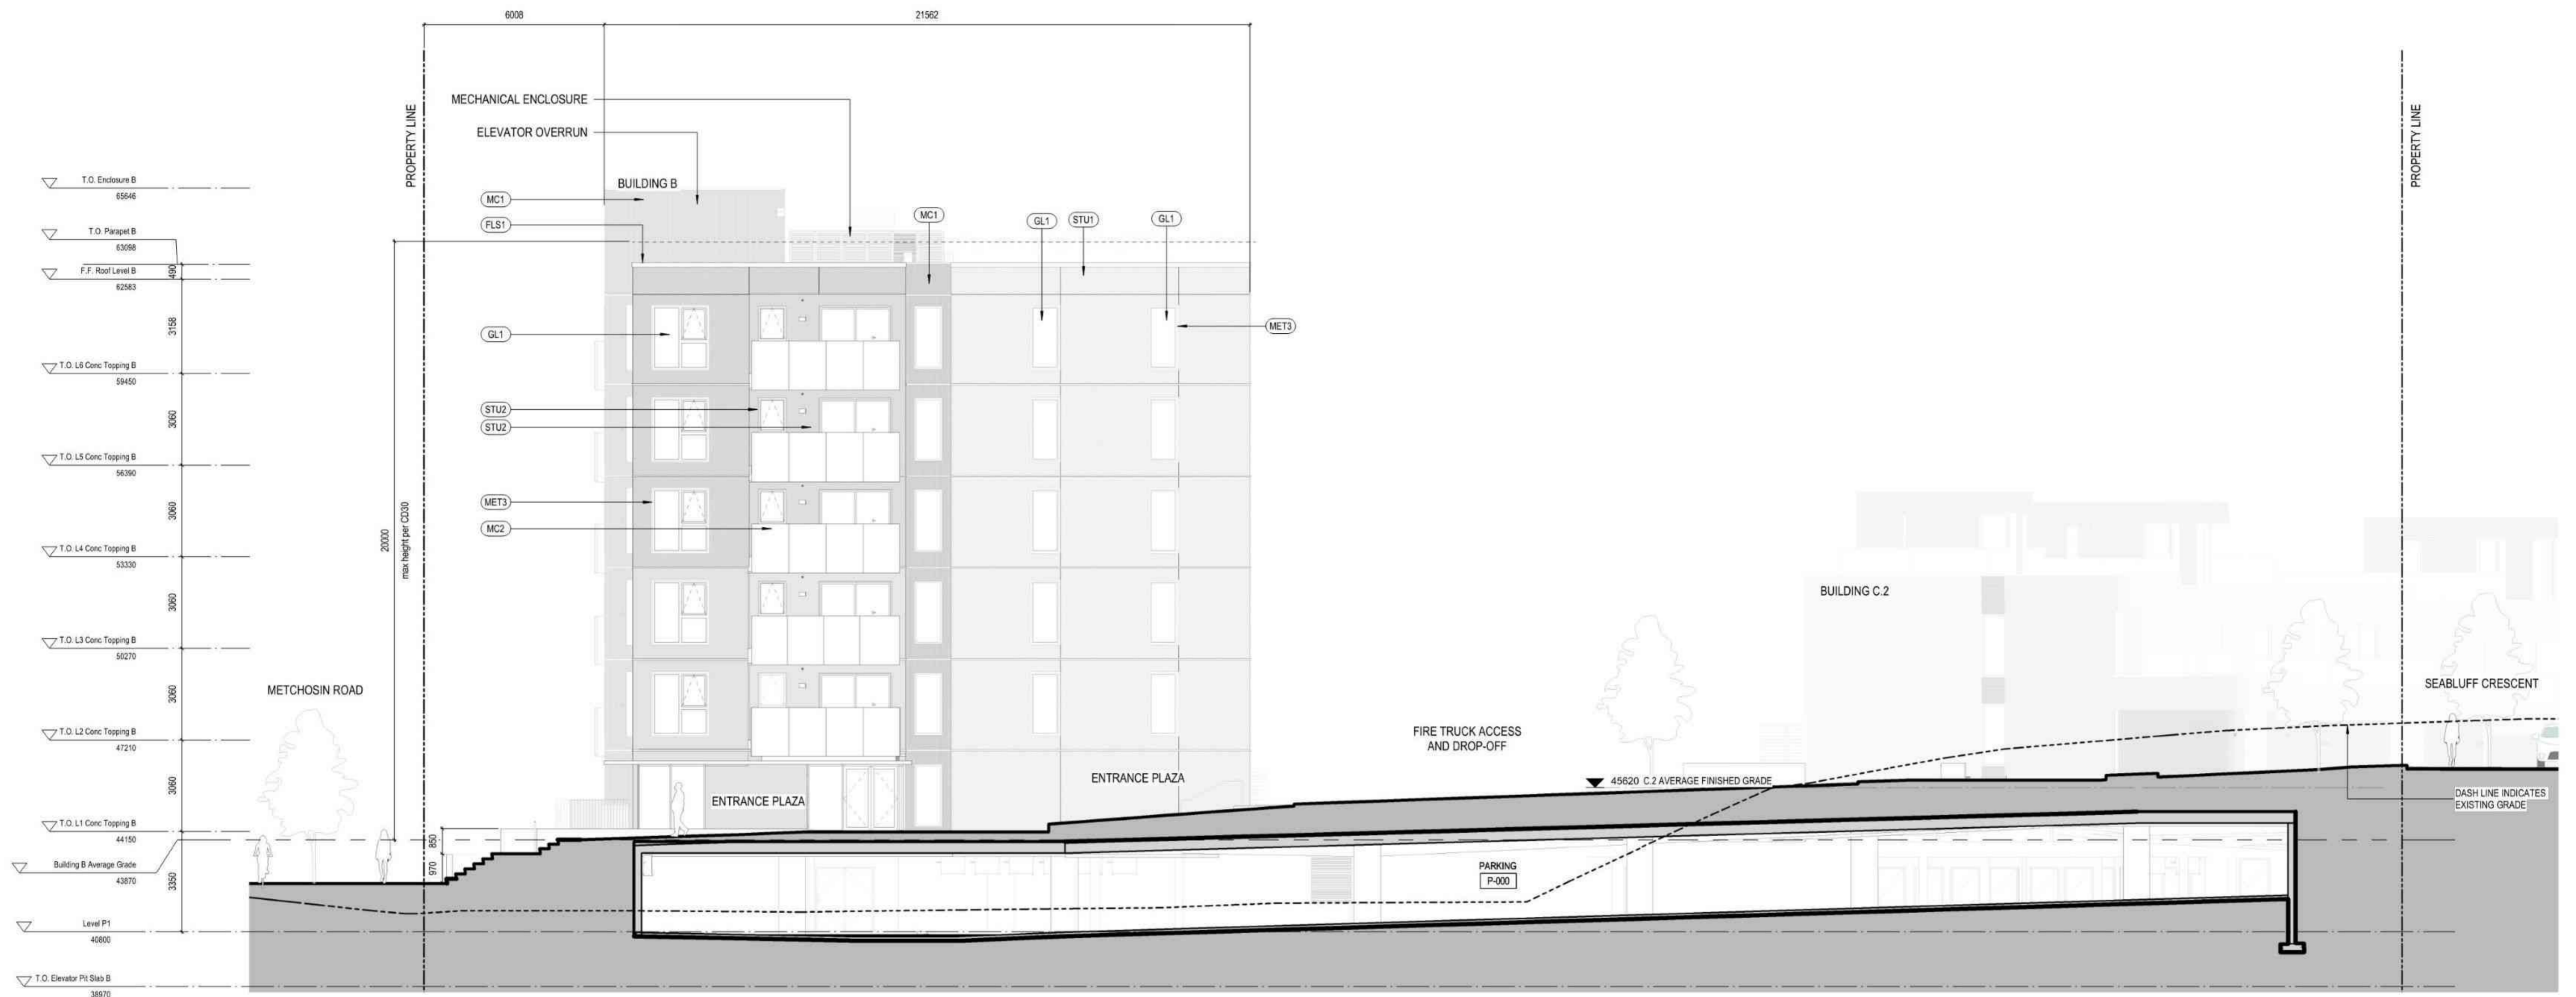 6008
21562
PROPERTY LINE
PROPERTY LINE
MECHANICAL ENCLOSURE
ELEVATOR OVERRUN
BUILDING B
T.O. Enclosure B
65646
T.O. Parapet B
63098
F.F. Roof Level B
62583
T.O. L6 Conc Topping B
59450
T.O. L5 Conc Topping B
56390
T.O. L4 Conc Topping B
53330
T.O. L3 Conc Topping B
50270
T.O. L2 Conc Topping B
47210
T.O. L1 Conc Topping B
44150
Building B Average Grade
43870
Level P1
40800
T.O. Elevator Pit Slab B
38970
490
3158
3060
3060
3060
3060
3060
3350
20000
max height per CD30
850
970
MC1
FLS1
GL1
STU2
STU2
MET3
MC2
MC1
GL1
STU1
GL1
MET3
METCHOSIN ROAD
ENTRANCE PLAZA
ENTRANCE PLAZA
FIRE TRUCK ACCESS
AND DROP-OFF
45620 C.2 AVERAGE FINISHED GRADE
BUILDING C.2
SEABLUFF CRESCENT
DASH LINE INDICATES
EXISTING GRADE
PARKING
P-000